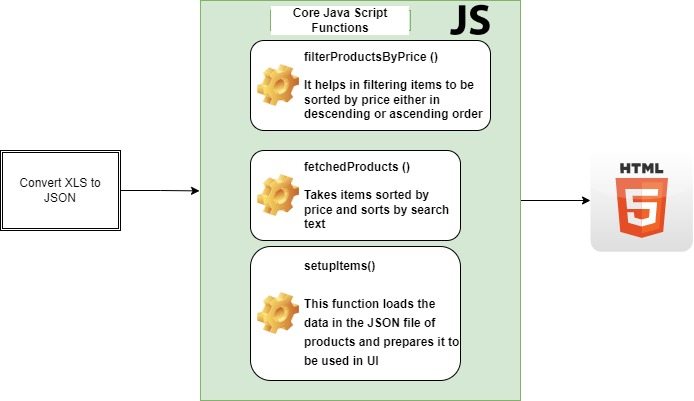 Core Java Script
Functions
JS
filterProductsByPrice ()
It helps in filtering items to be
sorted by price either in
descending or ascending order
Convert XLS to
JSON
fetchedProducts ()
Takes items sorted by
price and sorts by search
text
HTML
5
setupItems()
This function loads the
data in the JSON file of
products and prepares it to
be used in UI